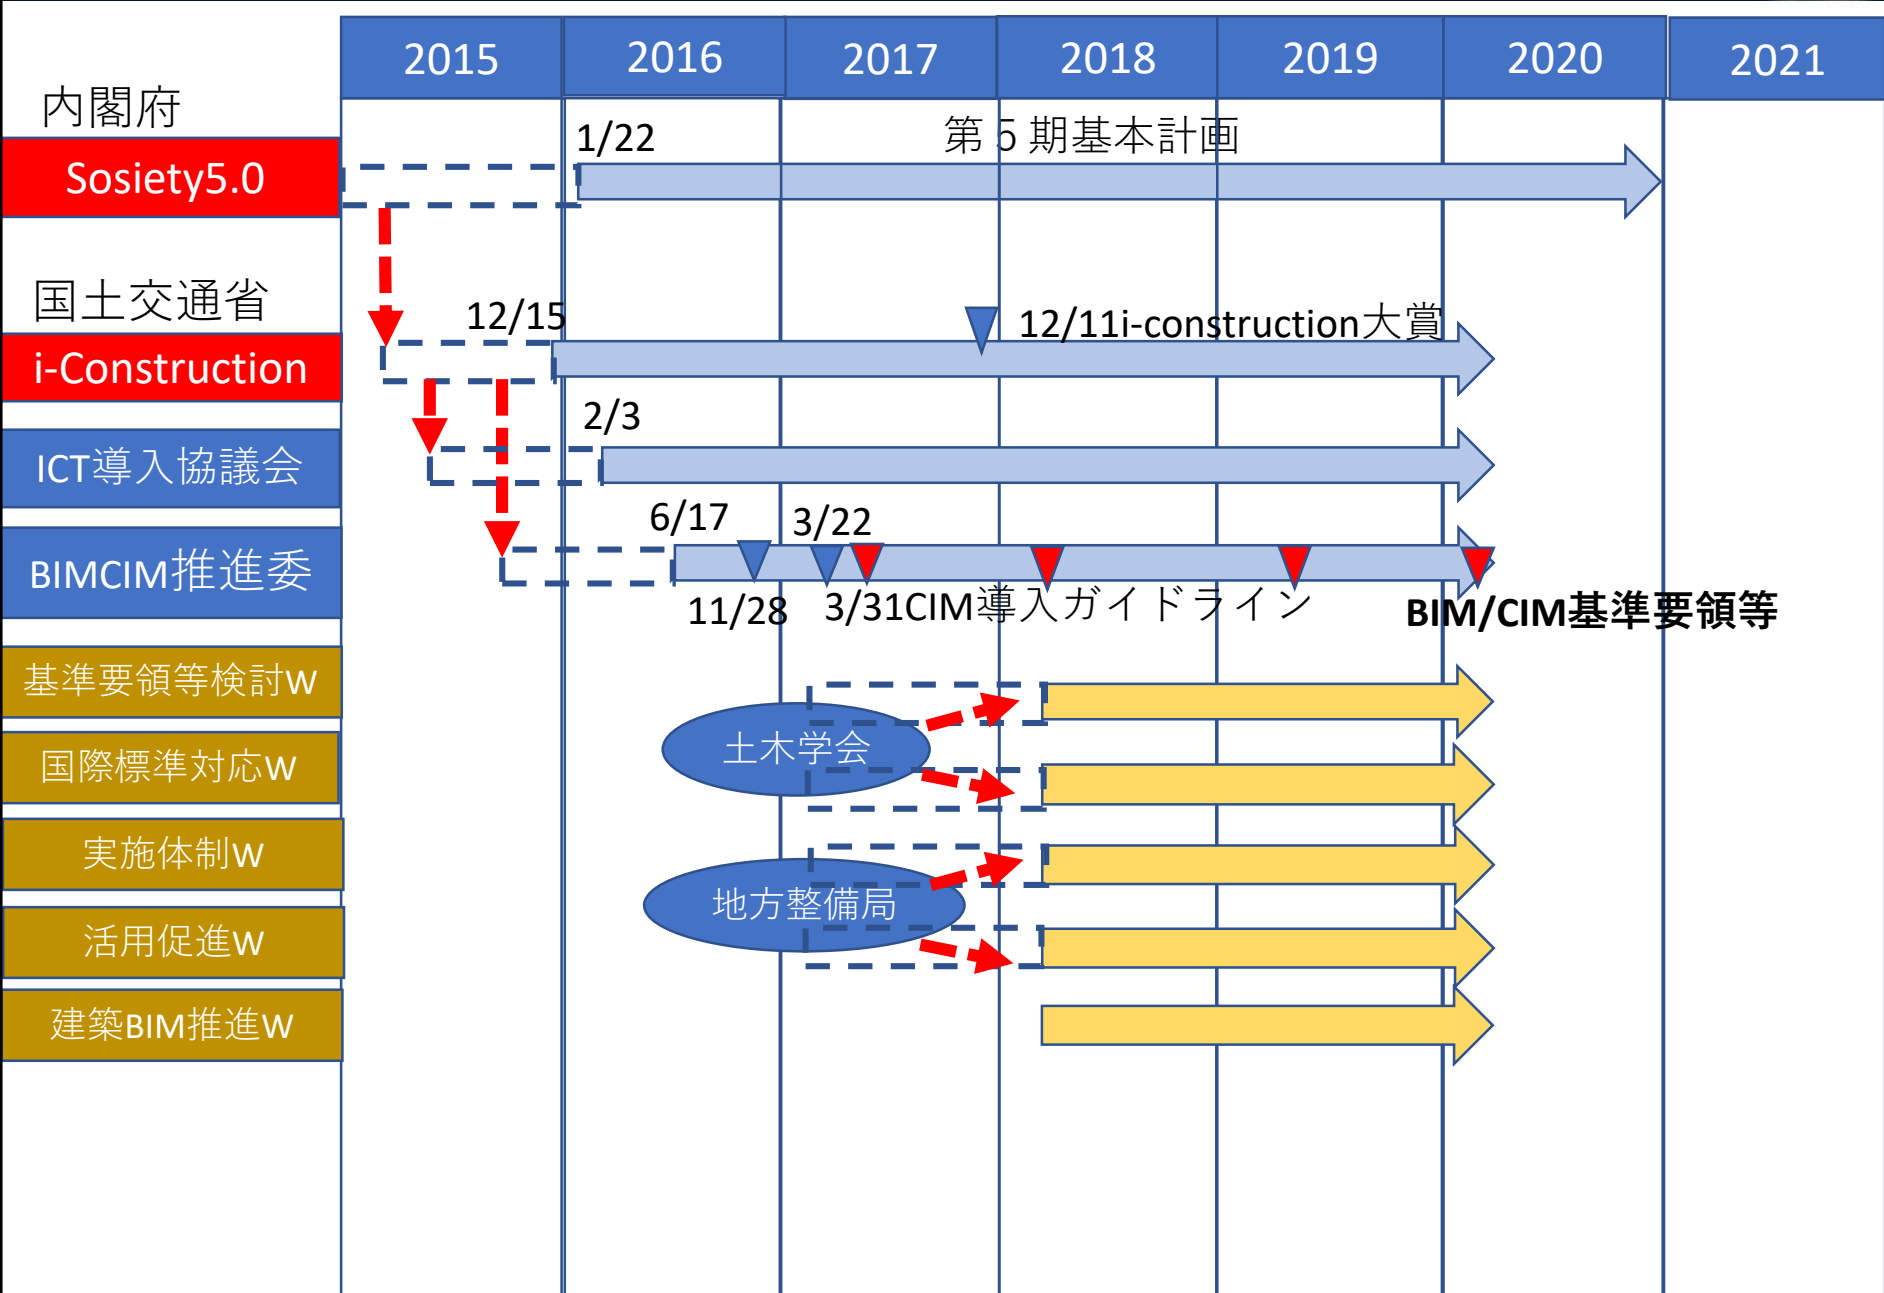 2015
2016
2017
2018
2019
2020
2021
内閣府
1/22
第５期基本計画
Sosiety5.0
国土交通省
12/15
12/11i-construction大賞
i-Construction
2/3
ICT導入協議会
6/17
3/22
BIMCIM推進委
11/28
3/31CIM導入ガイドライン
BIM/CIM基準要領等
基準要領等検討W
土木学会
国際標準対応W
実施体制W
地方整備局
活用促進W
建築BIM推進W